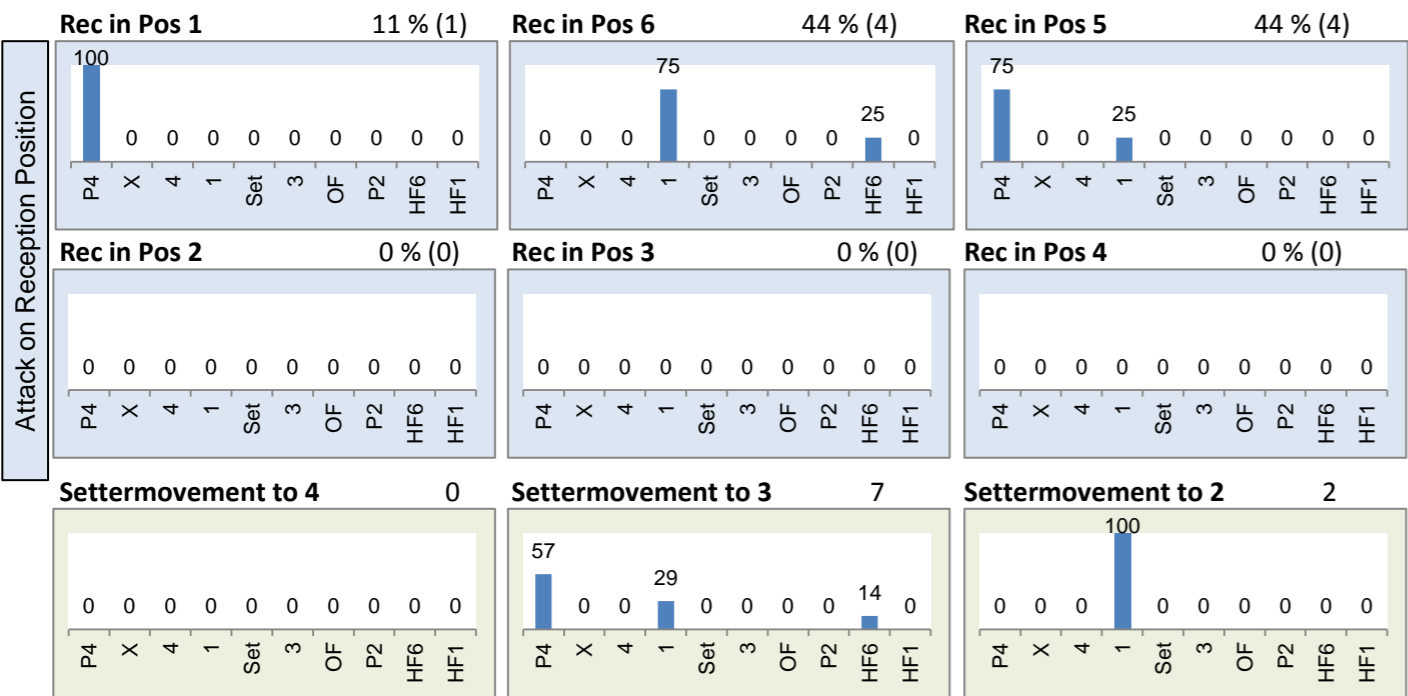 Attack on Reception Position
Rec in Pos 1 11 % (1)
100 0 0 0 0 0 0 0 0 0
P4 X 4 1 Set 3 OF P2 HF6 HF1
Rec in Pos 6 44 % (4)
0 0 0 75 0 0 0 0 25 0
P4 X 4 1 Set 3 OF P2 HF6 HF1
Rec in Pos 5 44 % (4)
75 0 0 25 0 0 0 0 0 0
P4 X 4 1 Set 3 OF P2 HF6 HF1
Rec in Pos 2 0 % (0)
0 0 0 0 0 0 0 0 0 0
P4 X 4 1 Set 3 OF P2 HF6 HF1
Rec in Pos 3 0 % (0)
0 0 0 0 0 0 0 0 0 0
P4 X 4 1 Set 3 OF P2 HF6 HF1
Rec in Pos 4 0 % (0)
0 0 0 0 0 0 0 0 0 0
P4 X 4 1 Set 3 OF P2 HF6 HF1
Settermovement to 4 0
0 0 0 0 0 0 0 0 0 0
P4 X 4 1 Set 3 OF P2 HF6 HF1
Settermovement to 3 7
57 0 0 29 0 0 0 0 14 0
P4 X 4 1 Set 3 OF P2 HF6 HF1
Settermovement to 2 2
0 0 0 100 0 0 0 0 0 0
P4 X 4 1 Set 3 OF P2 HF6 HF1